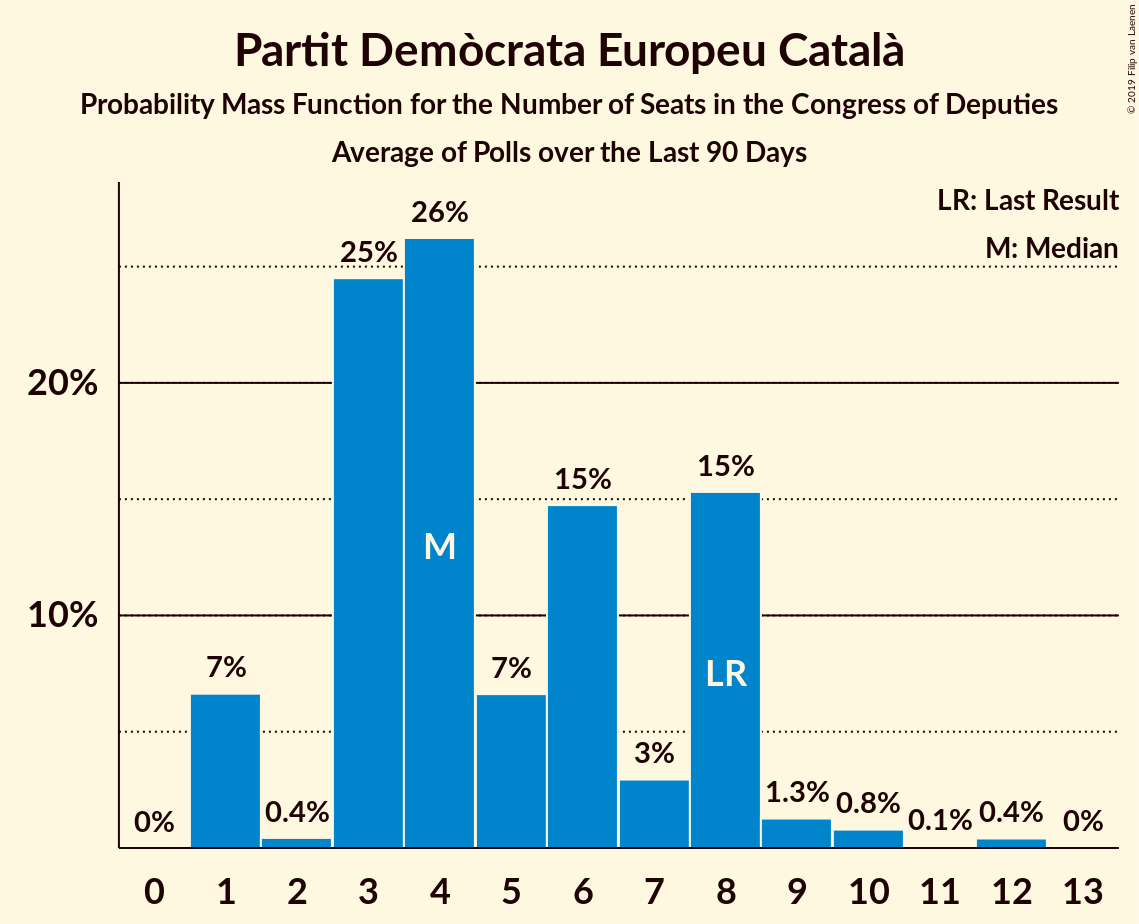 Partit Demòcrata Europeu Català
Probability Mass Function for the Number of Seats in the Congress of Deputies
Average of Polls over the Last 90 Days
© 2019 Filip van Laenen
LR: Last Result
M: Median
20%
10%
0%
7%
0.4%
25%
26%
M
7%
15%
3%
15%
LR
1.3%
0.8%
0.1%
0.4%
0%
0 1 2 3 4 5 6 7 8 9 10 11 12 13